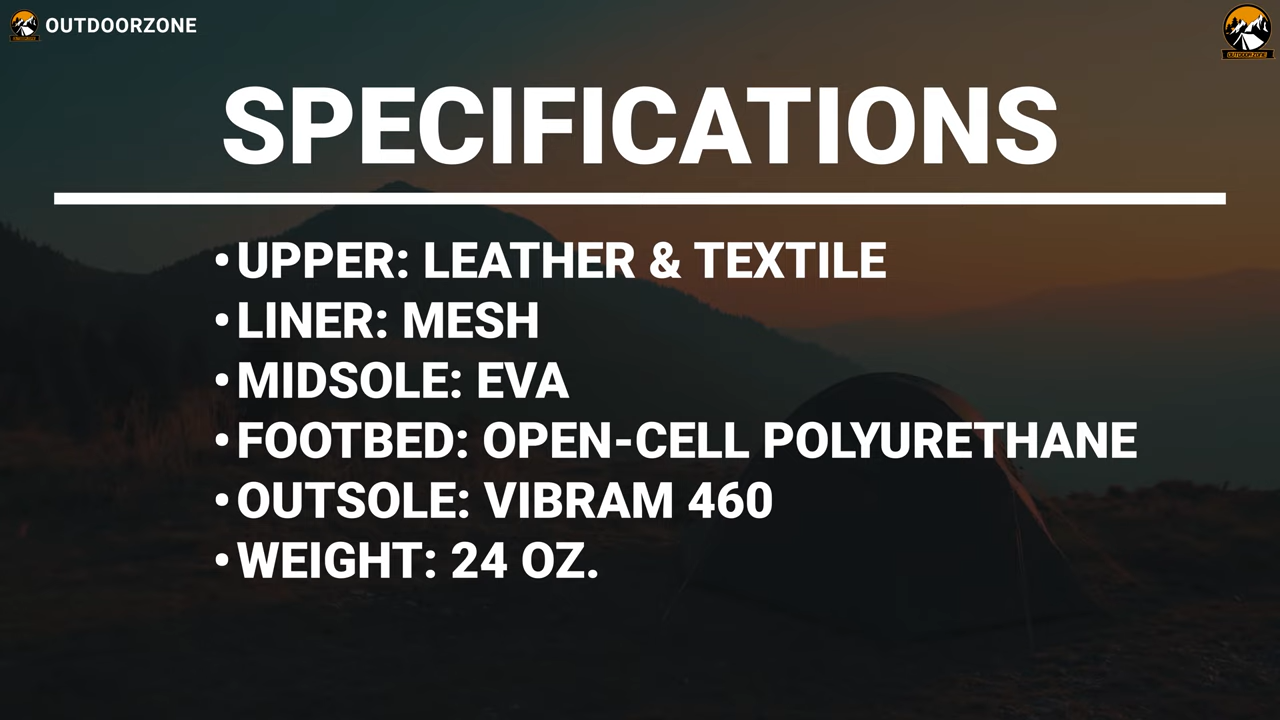 OUTDOORZONE
SPECIFICATIONS
•UPPER: LEATHER & TEXTILE
•LINER: MESH
•MIDSOLE: EVA
•FOOTBED: OPEN-CELL POLYURETHANE
•OUTSOLE: VIBRAM 460
•WEIGHT: 24 OZ.
OUTDOORZONE